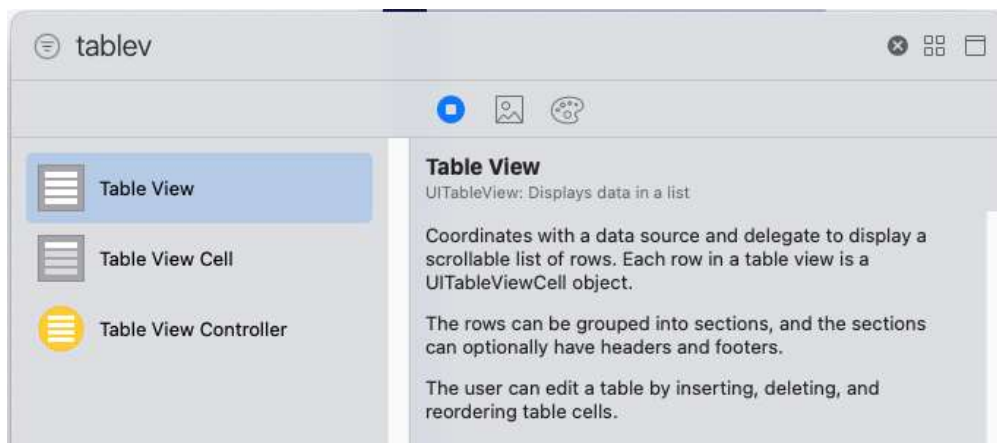 tablev
Table View
Table View Cell
Table View Controller
Table View
UITableView: Displays data in a list
Coordinates with a data source and delegate to display a
scrollable list of rows. Each row in a table view is a
UITableViewCell object.
The rows can be grouped into sections, and the sections
can optionally have headers and footers.
The user can edit a table by inserting, deleting, and
reordering table cells.